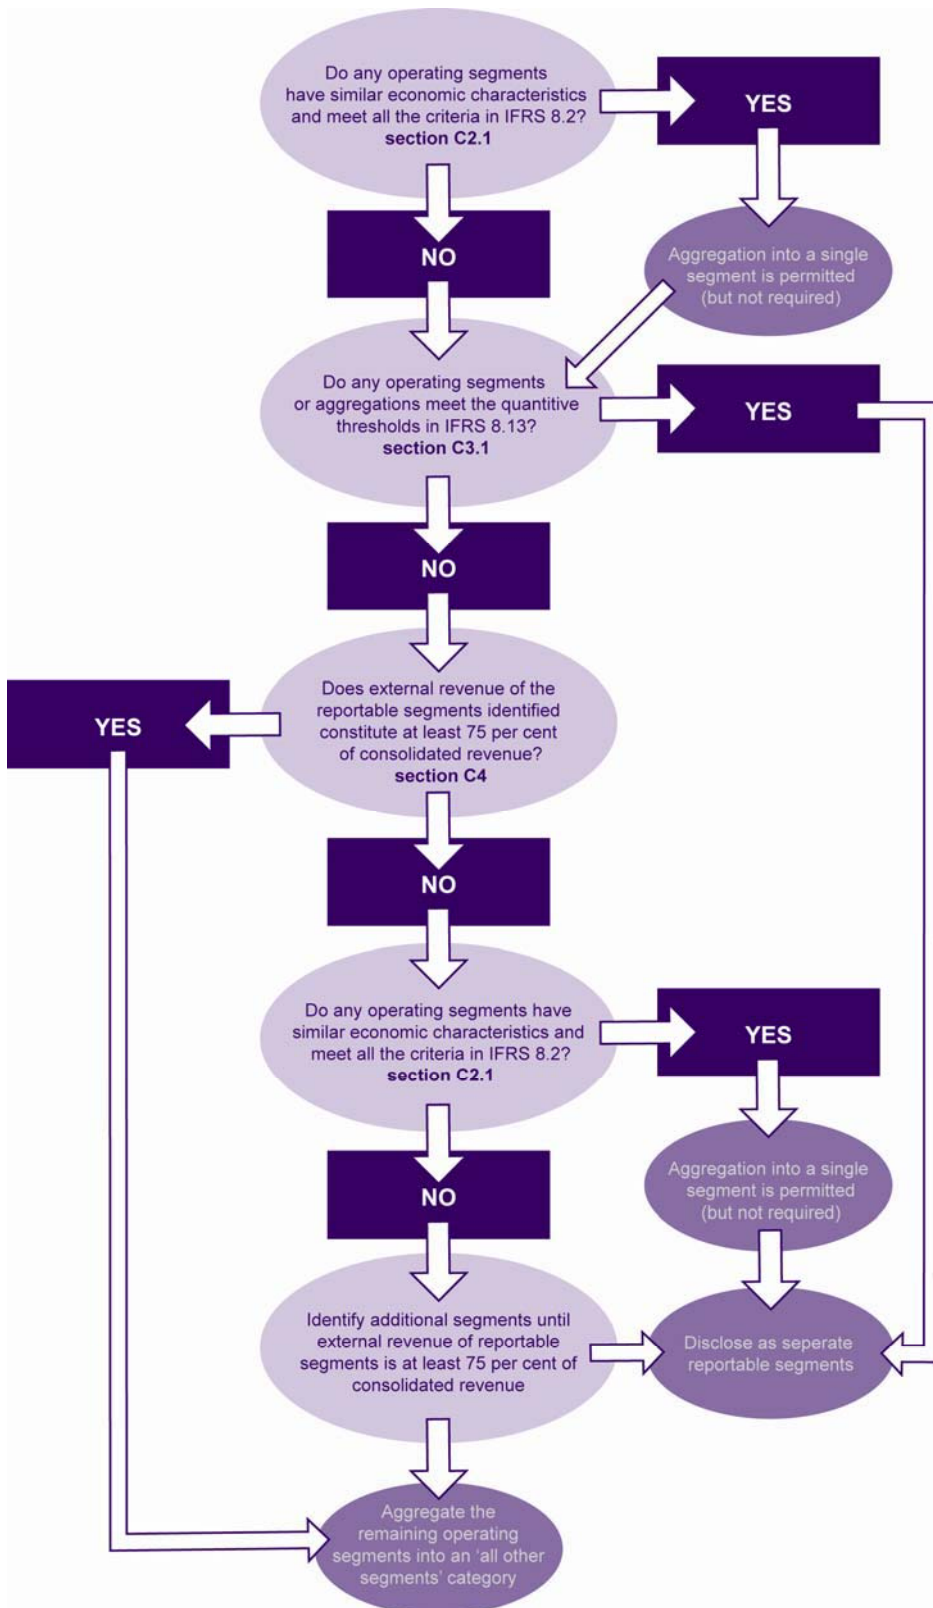 Do any operating segments
have similar economic characteristics
and meet all the criteria in IFRS 8.2?
section C2.1
YES
NO
Aggregation into a single
segment is permitted
(but not required)
Do any operating segments
or aggregations meet the quantitive
thresholds in IFRS 8.13?
section C3.1
YES
NO
Does external revenue of the
reportable segments identified
constitute at least 75 per cent
of consolidated revenue?
section C4
YES
NO
Do any operating segments have
similar economic characteristics and
meet all the criteria in IFRS 8.2?
section C2.1
YES
NO
Aggregation into a single
segment is permitted
(but not required)
Identify additional segments until
external revenue of reportable
segments is at least 75 per cent of
consolidated revenue
Disclose as seperate
reportable segments
Aggregate the
remaining operating
segments into an ‘all other
segments’ category